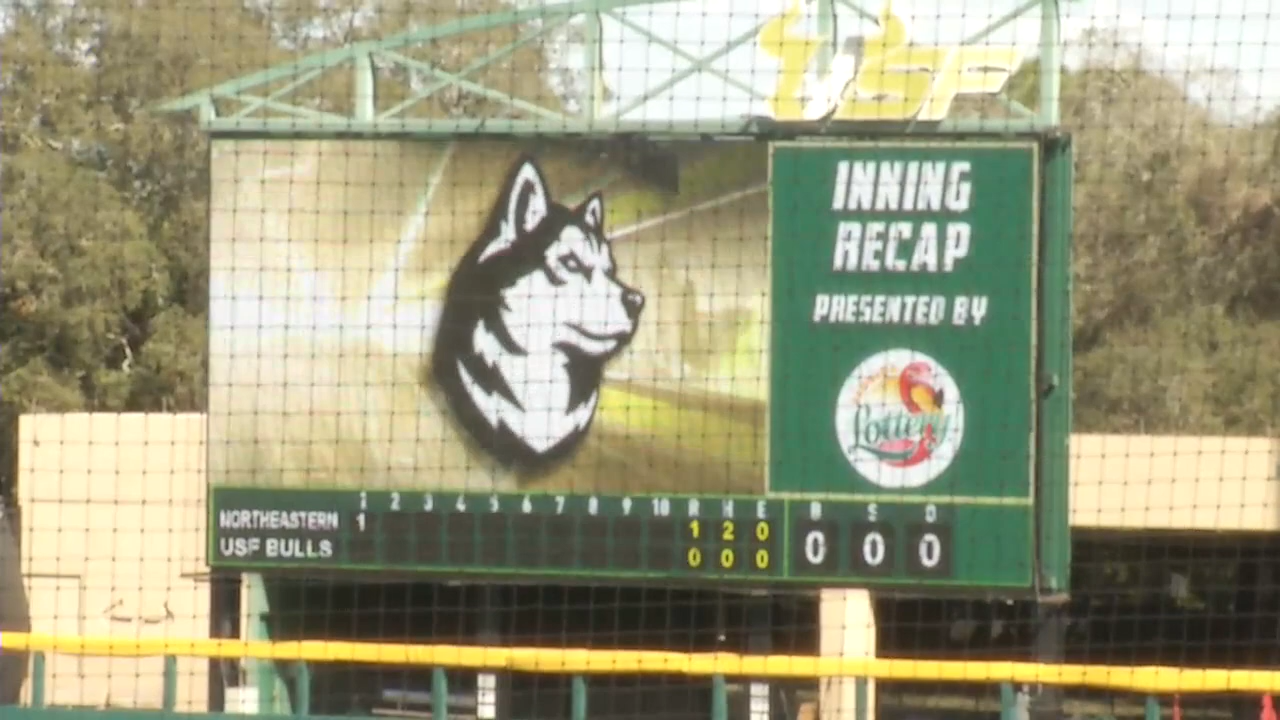 USF
INNING
RECAP
PRESENTED BY
Lottery
1 2 3 4 5 6 7 8 9 10 R H E B S O
NORTHEASTERN 1 1 2 0 0 0 0
USF BULLS 0 0 0